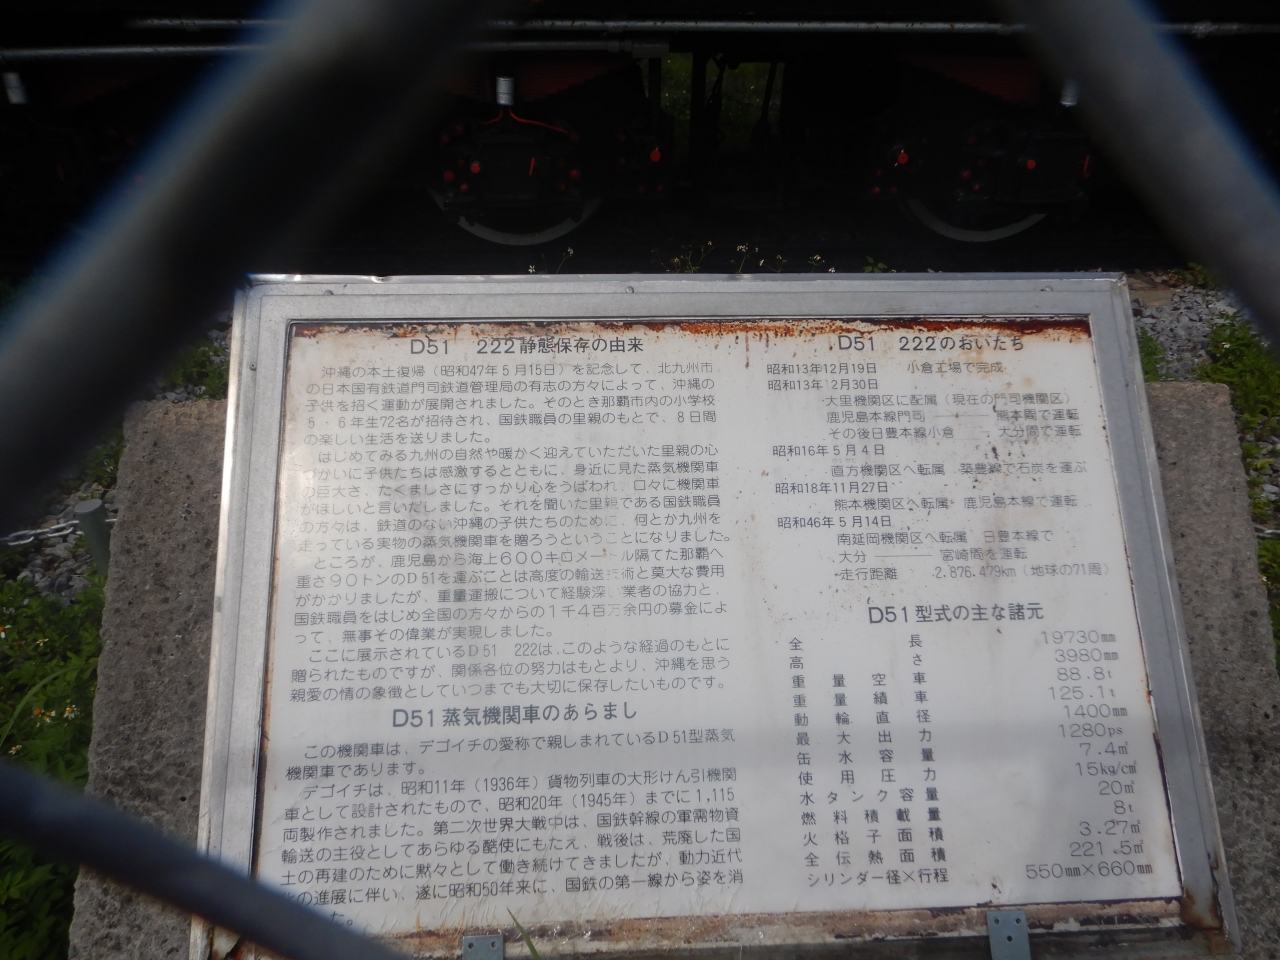 D51 222静態保存の由来
沖縄の本土復帰（昭和47年5月15日）を記念して、北九州市
の日本国有鉄道門司鉄道管理局の有志の方々によって、沖縄の
子供を招く運動が展開されました。そのとき那覇市内の小学校
5・6年生72名が招待され、国鉄職員の里親のもとで、8日間
の楽しい生活を送りました。
はじめてみる九州の自然や暖かく迎えていただいた里親の心
づかいに子供たちは感激するとともに、身近に見た蒸気機関車
の巨大さ、たくましさにすっかり心をうばわれ、口々に機関車
がほしいと言いだしました。それを聞いた里親である国鉄職員
の方々は、鉄道のない沖縄の子供たちのために、何とか九州を
走っている実物の蒸気機関車を贈ろうということになりました。
ところが、鹿児島から海上600キロメートル隔てた那覇へ
重さ90トンのD51を運ぶことは高度の輸送技術と莫大な費用
がかかりましたが、重量運搬について経験深い業者の協力と、
国鉄職員をはじめ全国の方々からの1千4百万余円の募金によ
って、無事その偉業が実現しました。
ここに展示されているD51 222は、このような経過のもとに
贈られたものですが、関係各位の努力はもとより、沖縄を思う
親愛の情の象徴としていつまでも大切に保存したいものです。
D51蒸気機関車のあらまし
この機関車は、デゴイチの愛称で親しまれているD51型蒸気
機関車であります。
デゴイチは、昭和11年（1936年）貨物列車の大形けん引機関
車として設計されたもので、昭和20年（1945年）までに1,115
両製作されました。第二次世界大戦中は、国鉄幹線の軍需物資
輸送の主役としてあらゆる酷使にもたえ、戦後は、荒廃した国
土の再建のために黙々として働き続けてきましたが、動力近代
の進展に伴い、遂に昭和50年末に、国鉄の第一線から姿を消
た。
D51 222のおいたち
昭和13年12月19日 小倉工場で完成
昭和13年12月30日
大里機関区に配属（現在の門司機関区）
鹿児島本線門司―――熊本間で運転
その後日豊本線小倉―――大分間で運転
昭和16年5月4日
直方機関区へ転属 築豊線で石炭を運ぶ
昭和18年11月27日
熊本機関区へ転属 鹿児島本線で運転
昭和46年5月14日
南延岡機関区へ転属 日豊本線で
大分―――宮崎間を運転
走行距離 2,876,479km（地球の71周）
D51型式の主な諸元
全長 19730mm
高さ 3980mm
重量空車 88.8t
重量積車 125.1t
動輪直径 1400mm
最大出力 1280ps
缶水容量 7.4㎥
使用圧力 15kg/c㎡
水タンク容量 20㎥
燃料積載量 8t
火格子面積 3.27㎡
全伝熱面積 221.5㎡
シリンダー径×行程 550mm×660mm